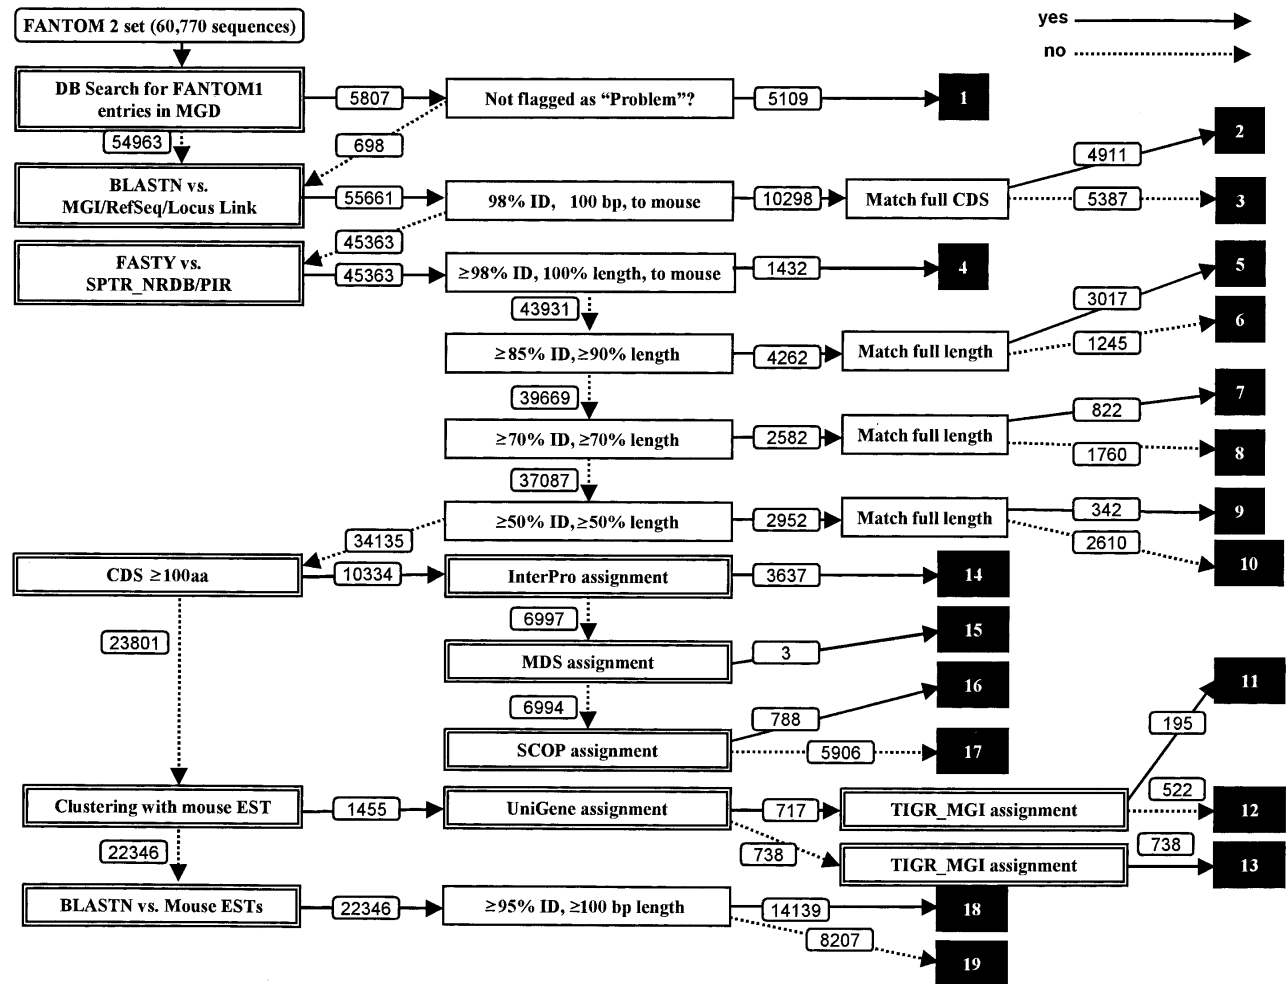 FANTOM 2 set (60,770 sequences)
yes
no
DB Search for FANTOM1
entries in MGD
5807
Not flagged as “Problem”?
5109
1
54963
698
2
4911
BLASTN vs.
MGI/RefSeq/Locus Link
55661
98% ID, 100 bp, to mouse
10298
Match full CDS
5387
3
45363
FASTY vs.
SPTR_NRDB/PIR
45363
≥98% ID, 100% length, to mouse
1432
4
5
43931
3017
6
≥85% ID, ≥90% length
4262
Match full length
1245
39669
7
822
≥70% ID, ≥70% length
2582
Match full length
1760
8
37087
≥50% ID, ≥50% length
2952
Match full length
342
9
34135
2610
10
CDS ≥100aa
10334
InterPro assignment
3637
14
6997
15
23801
MDS assignment
3
16
11
6994
788
195
SCOP assignment
5906
17
522
Clustering with mouse EST
1455
UniGene assignment
717
TIGR_MGI assignment
12
22346
738
TIGR_MGI assignment
738
13
BLASTN vs. Mouse ESTs
22346
≥95% ID, ≥100 bp length
14139
18
8207
19